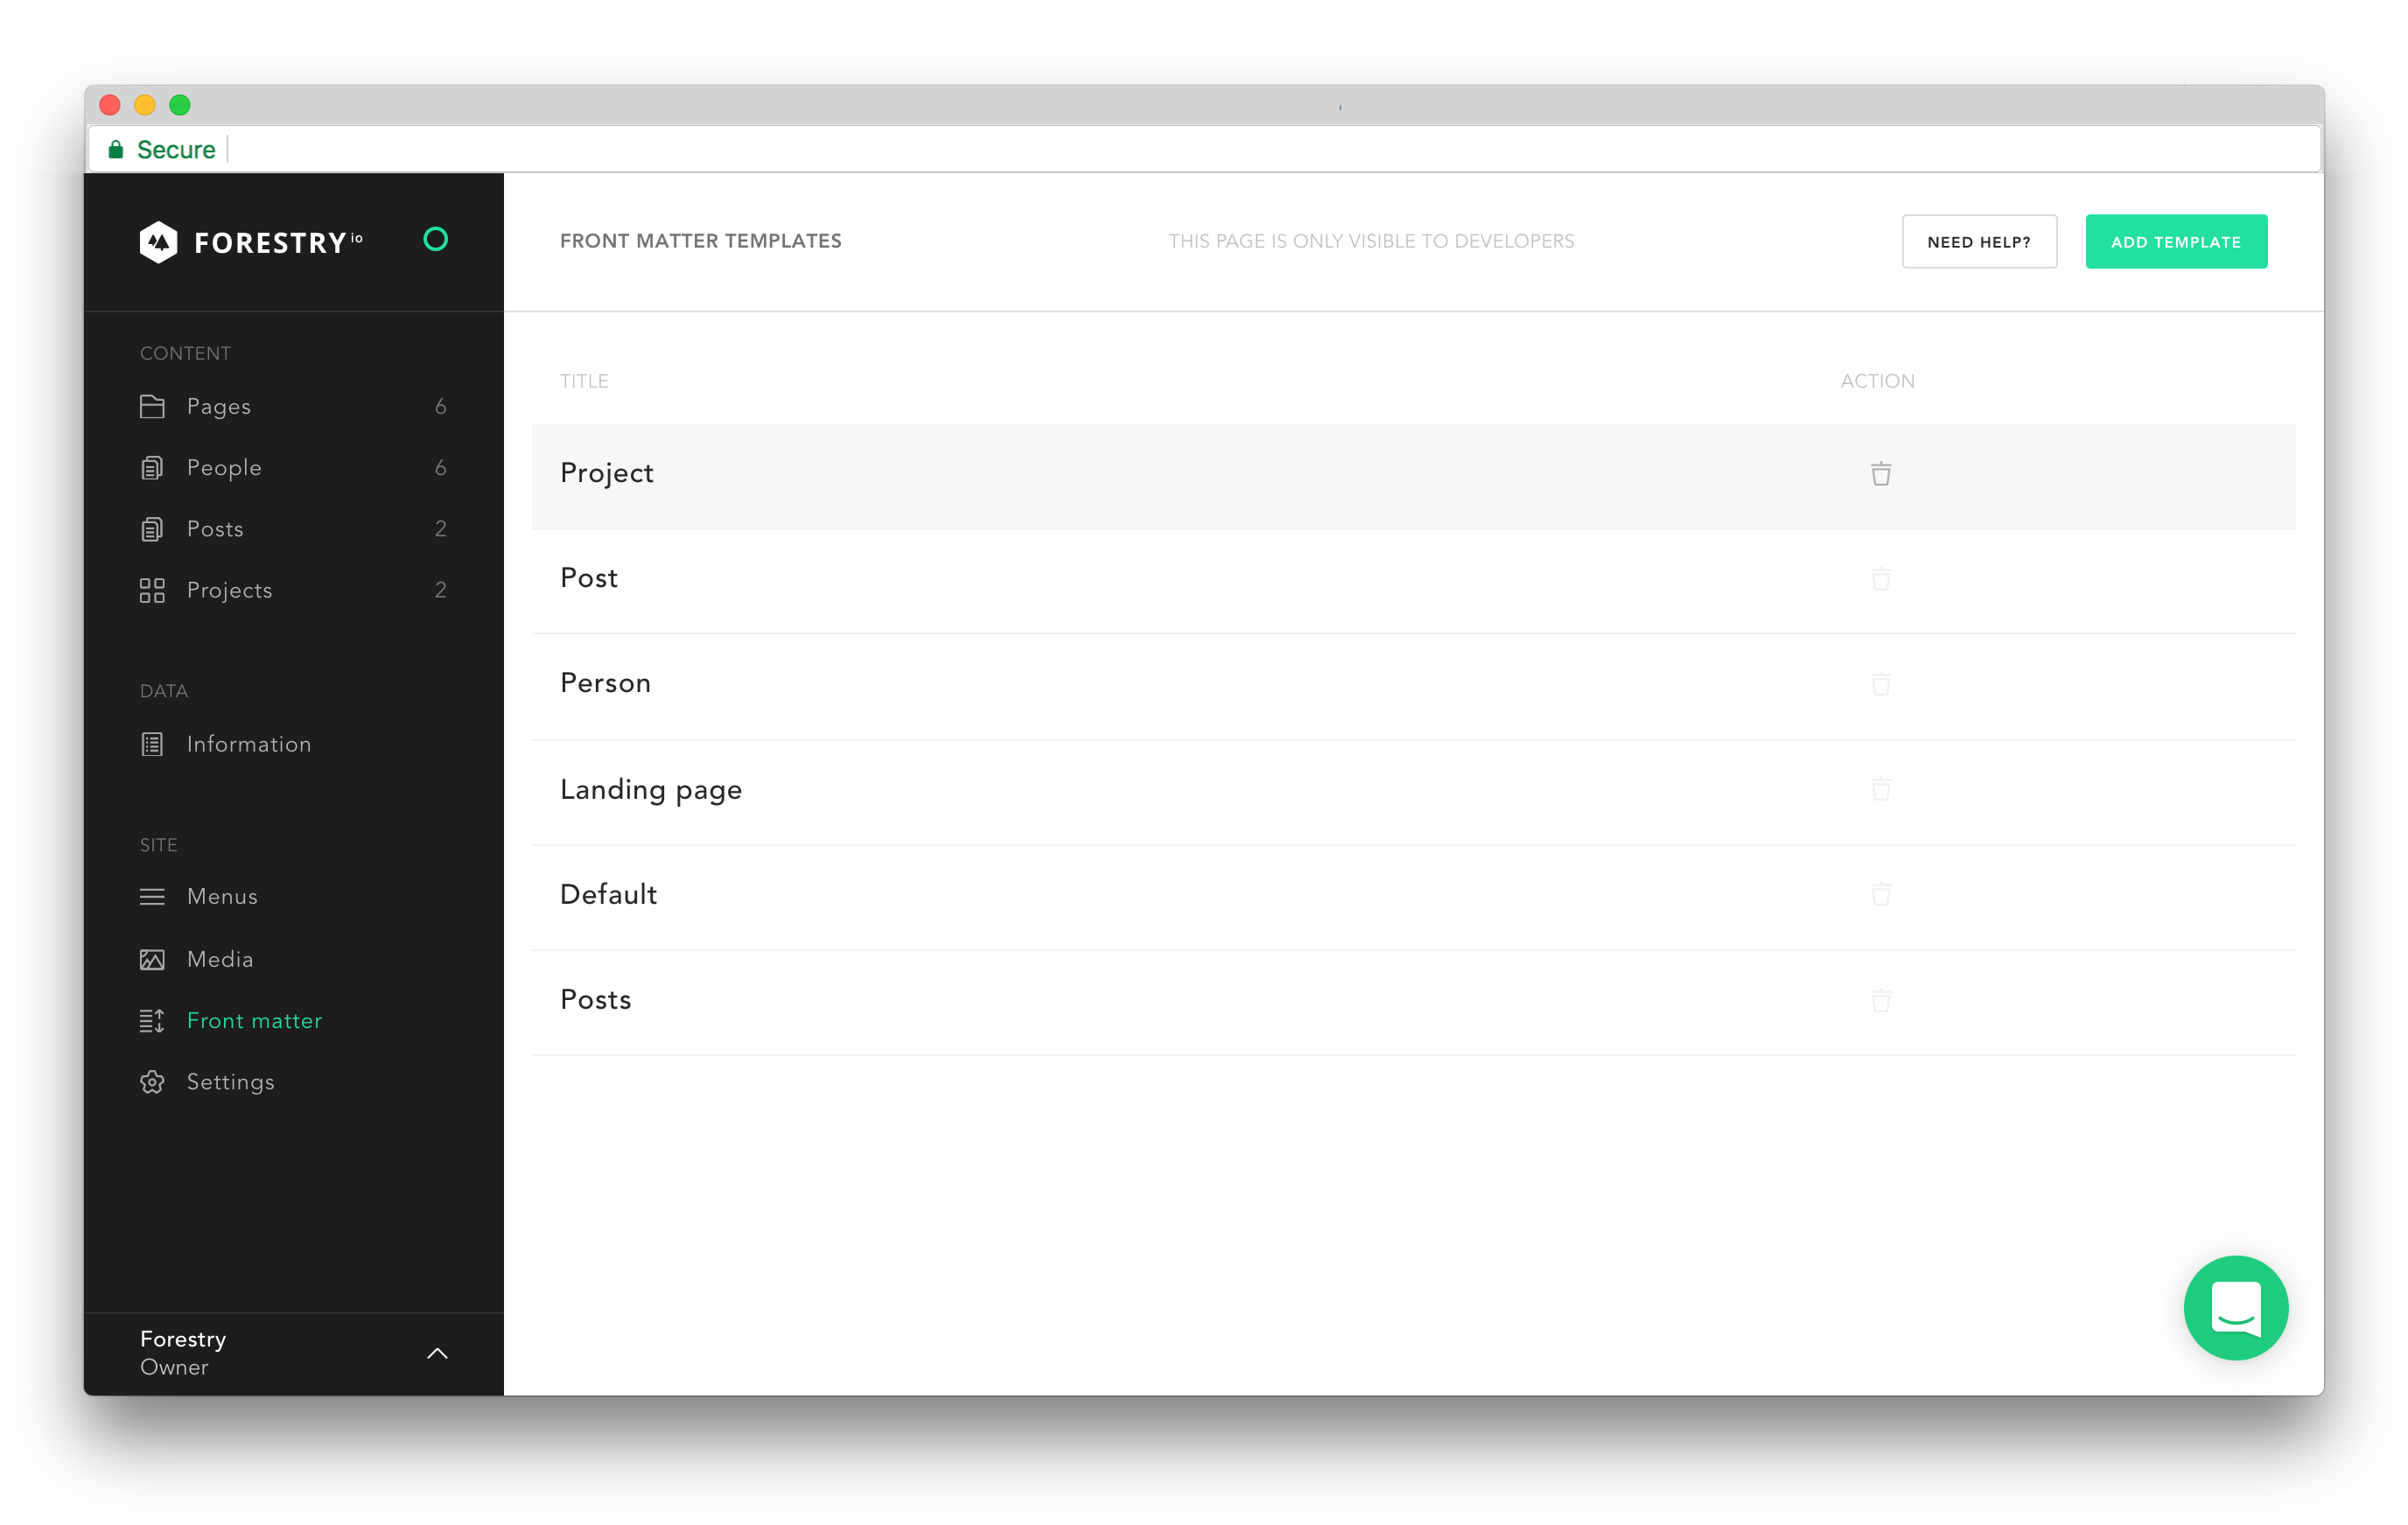 Secure
FORESTRY io
FRONT MATTER TEMPLATES
THIS PAGE IS ONLY VISIBLE TO DEVELOPERS
NEED HELP?
ADD TEMPLATE
CONTENT
Pages 6
People 6
Posts 2
Projects 2
DATA
Information
SITE
Menus
Media
Front matter
Settings
Forestry
Owner
TITLE ACTION
Project
Post
Person
Landing page
Default
Posts